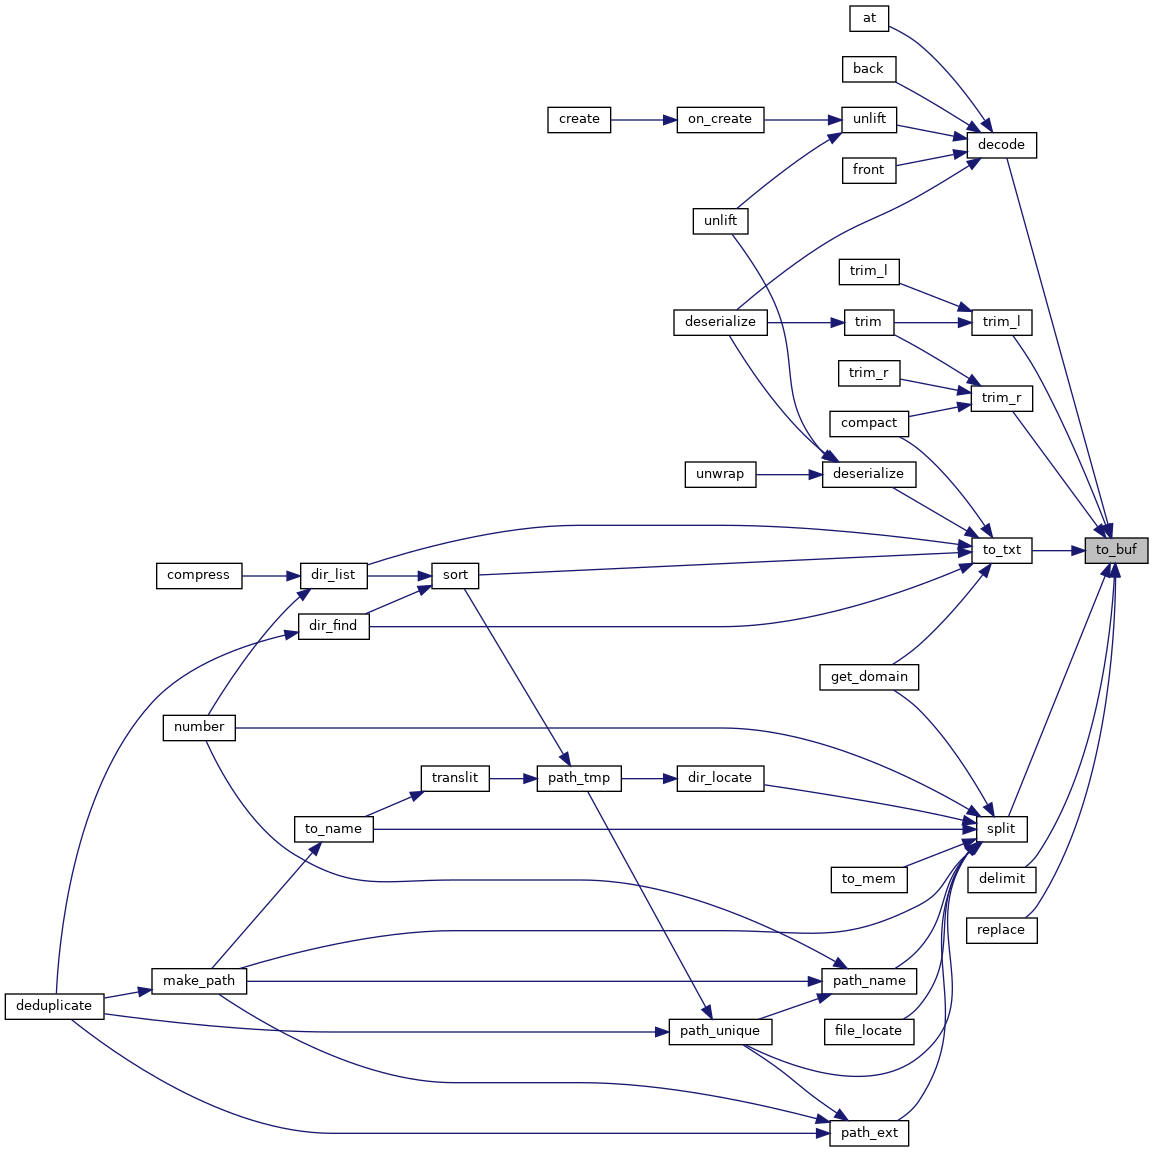 at
back
create
on_create
unlift
decode
front
unlift
trim_l
deserialize
trim
trim_l
trim_r
trim_r
compact
unwrap
deserialize
to_txt
to_buf
compress
dir_list
sort
dir_find
get_domain
number
translit
path_tmp
dir_locate
to_name
split
to_mem
delimit
replace
make_path
path_name
deduplicate
path_unique
file_locate
path_ext